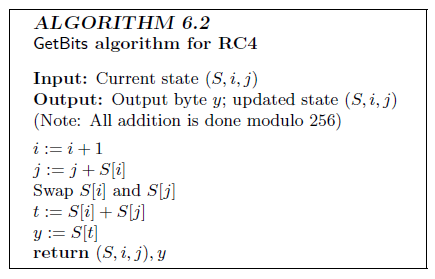 ALGORITHM 6.2
GetBits algorithm for RC4
Input: Current state (S, i, j)
Output: Output byte y; updated state (S, i, j)
(Note: All addition is done modulo 256)
i := i + 1
j := j + S[i]
Swap S[i] and S[j]
t := S[i] + S[j]
y := S[t]
return (S, i, j), y